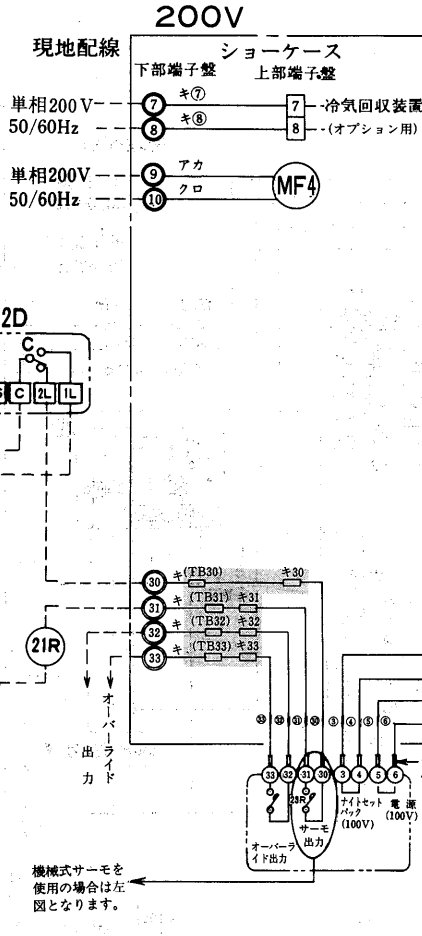 200V
現地配線
ショーケース
下部端子盤
上部端子盤
単相200V
50/60Hz
7
キ⑦
7
冷気回収装置
8
キ⑧
8
(オプション用)
単相200V
50/60Hz
9
アカ
10
クロ
MF4
2D
C
C
2L
1L
30
キ
(TB30)
キ30
31
キ
(TB31)
キ31
32
キ
(TB32)
キ32
33
キ
(TB33)
キ33
21R
出力
オーバーライド
㉝
㉜
㉛
㉚
③
④
⑤
⑥
33
32
31
30
3
4
5
6
23R
オーバーライド出力
サーモ出力
ナイトセットバック
(100V)
電源
(100V)
機械式サーモを
使用の場合は左
図となります。